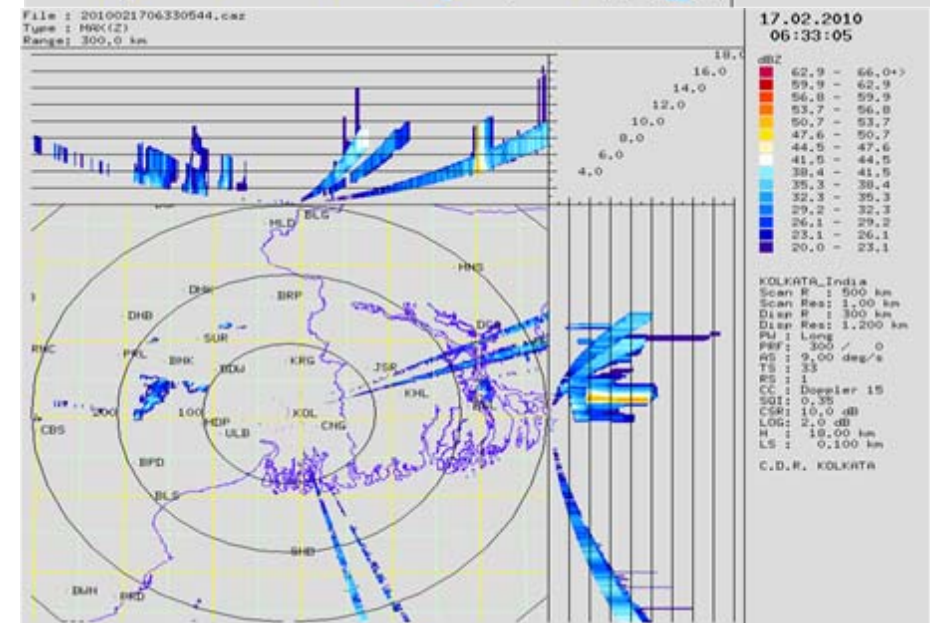 File : 2010021706330544.caz
Type : MAX(Z)
Range: 300,0 km
17.02.2010
06:33:05
dBZ
62,9 - 66,0+>
59,9 - 62,9
56,8 - 59,9
53,7 - 56,8
50,7 - 53,7
47,6 - 50,7
44,5 - 47,6
41,5 - 44,5
38,4 - 41,5
35,3 - 38,4
32,3 - 35,3
29,2 - 32,3
26,1 - 29,2
23,1 - 26,1
20,0 - 23,1
18.0
16.0
14.0
12.0
10.0
8.0
6.0
4.0
BLG
MLD
HNS
DMK
BRP
DNB
SUR
PRL
BNK
BDW
KRG
JSR
KHL
200
100
KOL
MDP
ULB
CNG
CBS
BPD
BLS
SHD
BWN
PRD
KOLKATA_India
Scan R : 500 km
Scan Res: 1.00 km
Disp R : 300 km
Disp Res: 1,200 km
PW : Long
PRF: 300 / 0
AS : 9,00 deg/s
TS : 33
RS : 1
CC : Doppler 15
SQI: 0,35
CSR: 10,0 dB
LOG: 2,0 dB
H : 18,00 km
LS : 0,100 km
C.D.R. KOLKATA